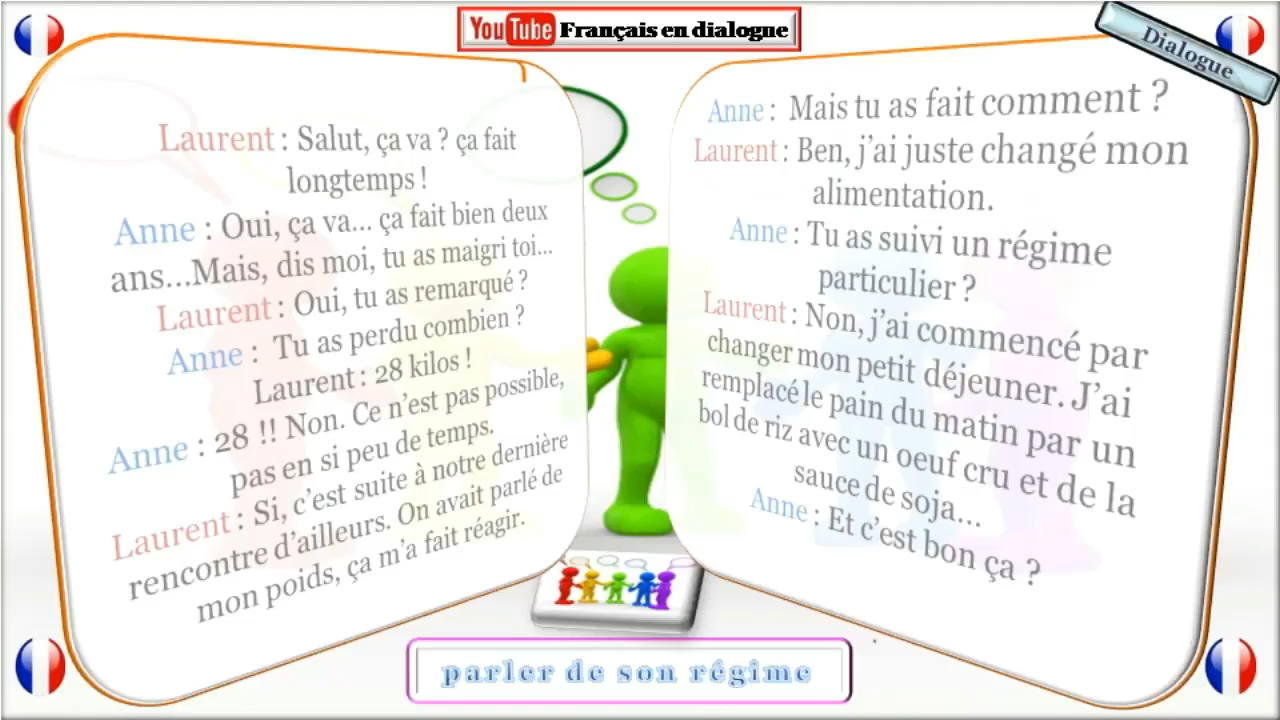 YouTube Français en dialogue
Dialogue
Laurent : Salut, ça va ? ça fait
longtemps !
Anne : Oui, ça va... ça fait bien deux
ans...Mais, dis moi, tu as maigri toi...
Laurent : Oui, tu as remarqué ?
Anne : Tu as perdu combien ?
Laurent : 28 kilos !
Anne : 28 !! Non. Ce n'est pas possible,
pas en si peu de temps.
Laurent : Si, c'est suite à notre dernière
rencontre d'ailleurs. On avait parlé de
mon poids, ça m'a fait réagir.
Anne : Mais tu as fait comment ?
Laurent : Ben, j'ai juste changé mon
alimentation.
Anne : Tu as suivi un régime
particulier ?
Laurent : Non, j'ai commencé par
changer mon petit déjeuner. J'ai
remplacé le pain du matin par un
bol de riz avec un oeuf cru et de la
sauce de soja...
Anne : Et c'est bon ça ?
parler de son régime